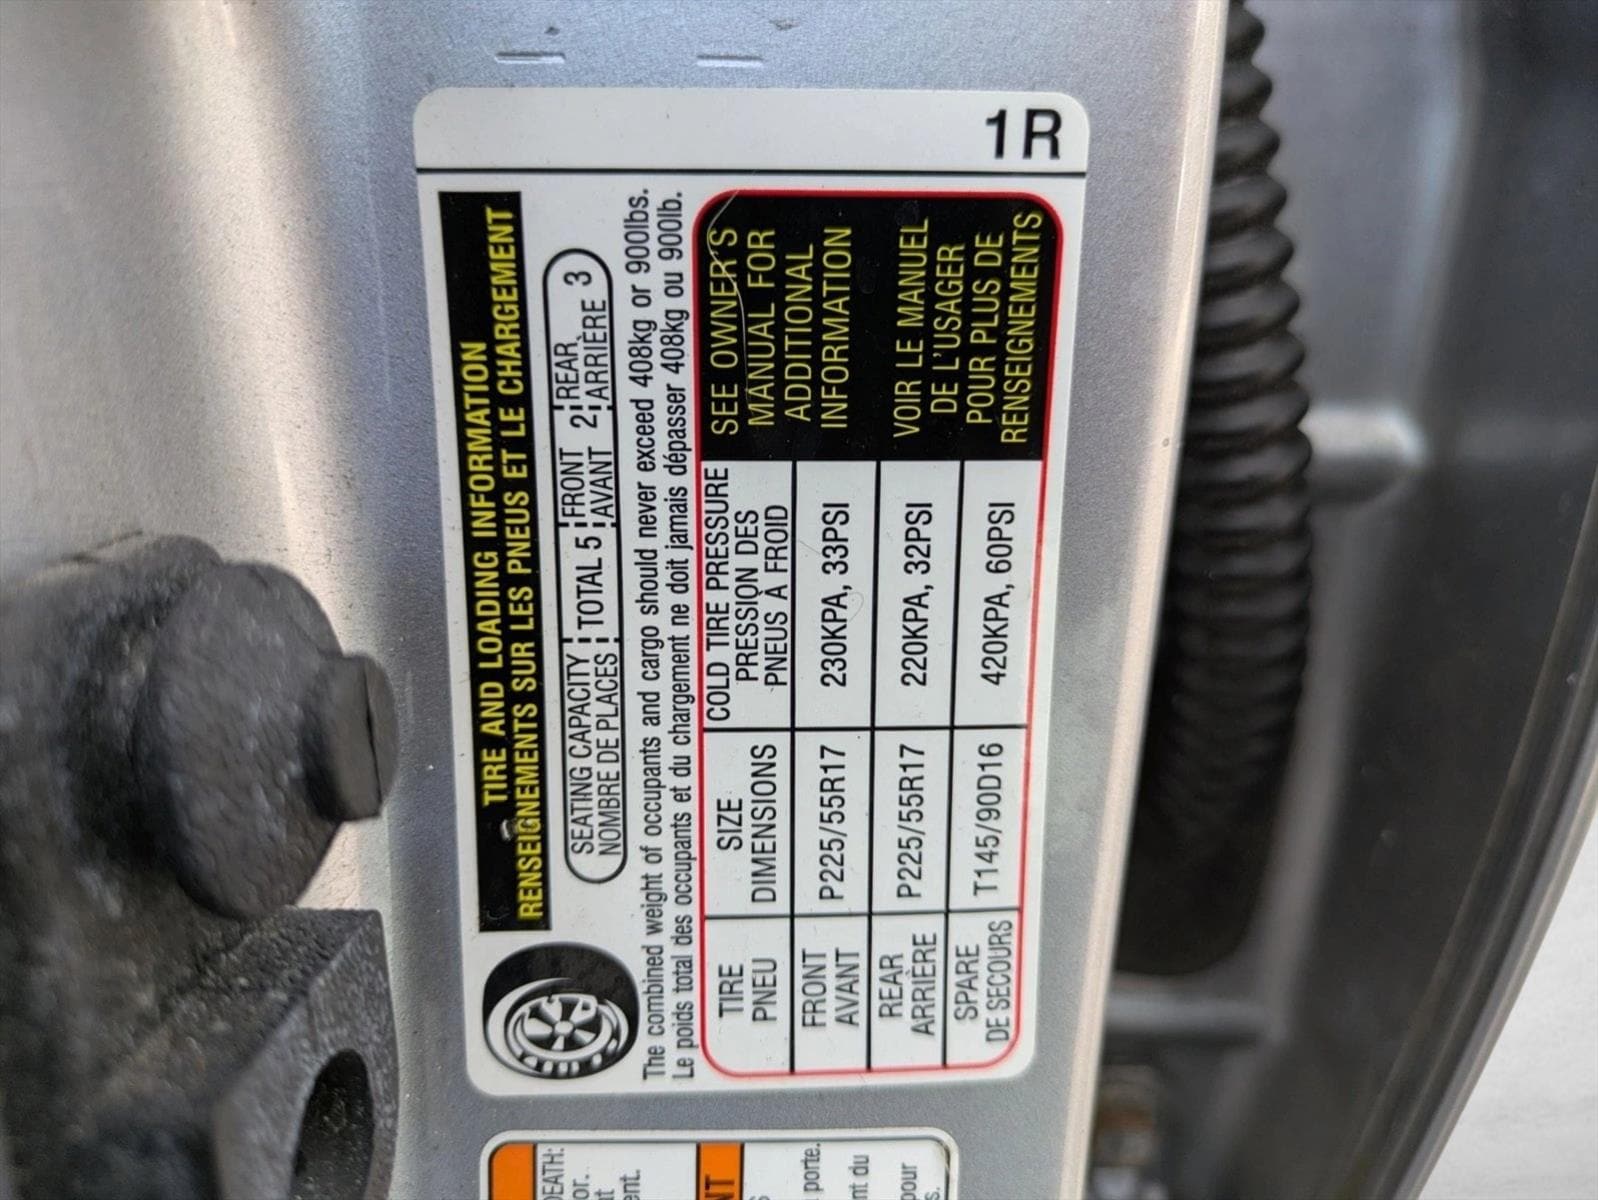 1R
TIRE AND LOADING INFORMATION
RENSEIGNEMENTS SUR LES PNEUS ET LE CHARGEMENT
SEATING CAPACITY TOTAL 5 FRONT 2 REAR 3
NOMBRE DE PLACES AVANT ARRIÈRE
The combined weight of occupants and cargo should never exceed 408kg or 900lbs.
Le poids total des occupants et du chargement ne doit jamais dépasser 408kg ou 900lb.
TIRE
PNEU
SIZE
DIMENSIONS
COLD TIRE PRESSURE
PRESSION DES
PNEUS À FROID
FRONT
AVANT
P225/55R17
230KPA, 33PSI
REAR
ARRIÈRE
P225/55R17
220KPA, 32PSI
SPARE
DE SECOURS
T145/90D16
420KPA, 60PSI
SEE OWNER'S
MANUAL FOR
ADDITIONAL
INFORMATION
VOIR LE MANUEL
DE L'USAGER
POUR PLUS DE
RENSEIGNEMENTS
porte.
pour